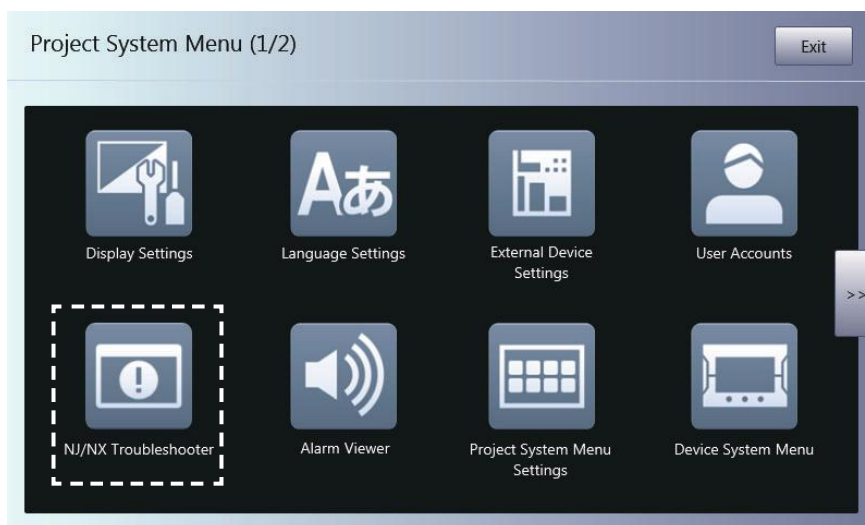 Project System Menu (1/2)
Exit
Aあ
Display Settings
Language Settings
External Device
Settings
User Accounts
>>
NJ/NX Troubleshooter
Alarm Viewer
Project System Menu
Settings
Device System Menu